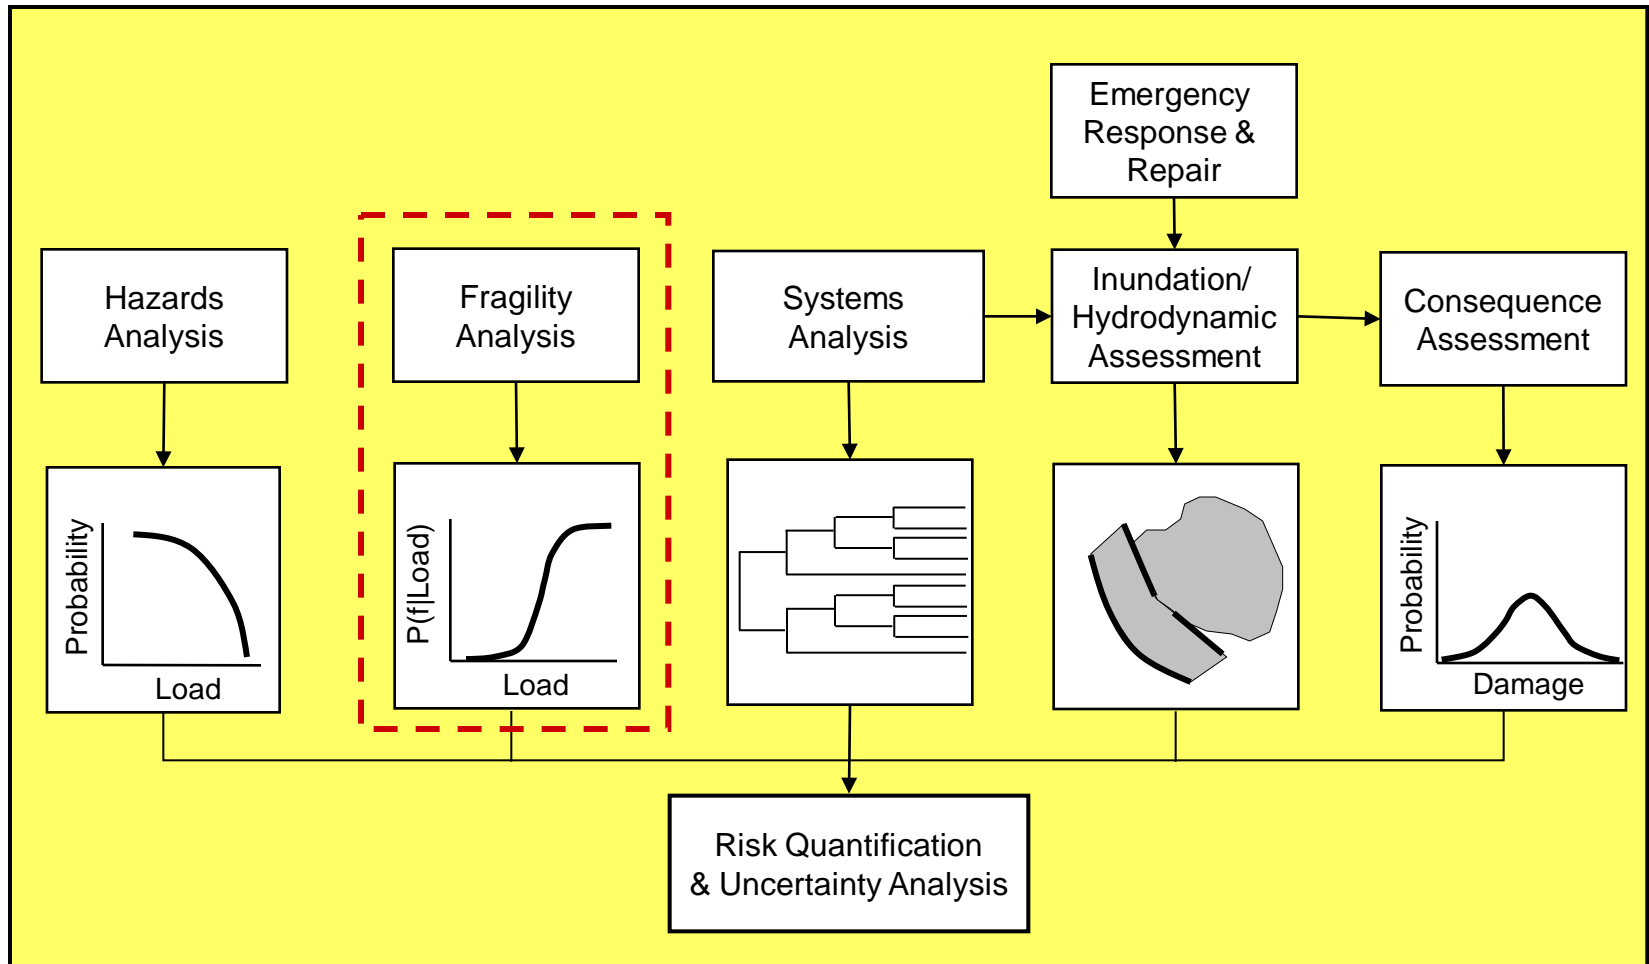 Emergency
Response &
Repair
Hazards
Analysis
Fragility
Analysis
Systems
Analysis
Inundation/
Hydrodynamic
Assessment
Consequence
Assessment
Probability
Load
P(f|Load)
Load
Probability
Damage
Risk Quantification
& Uncertainty Analysis